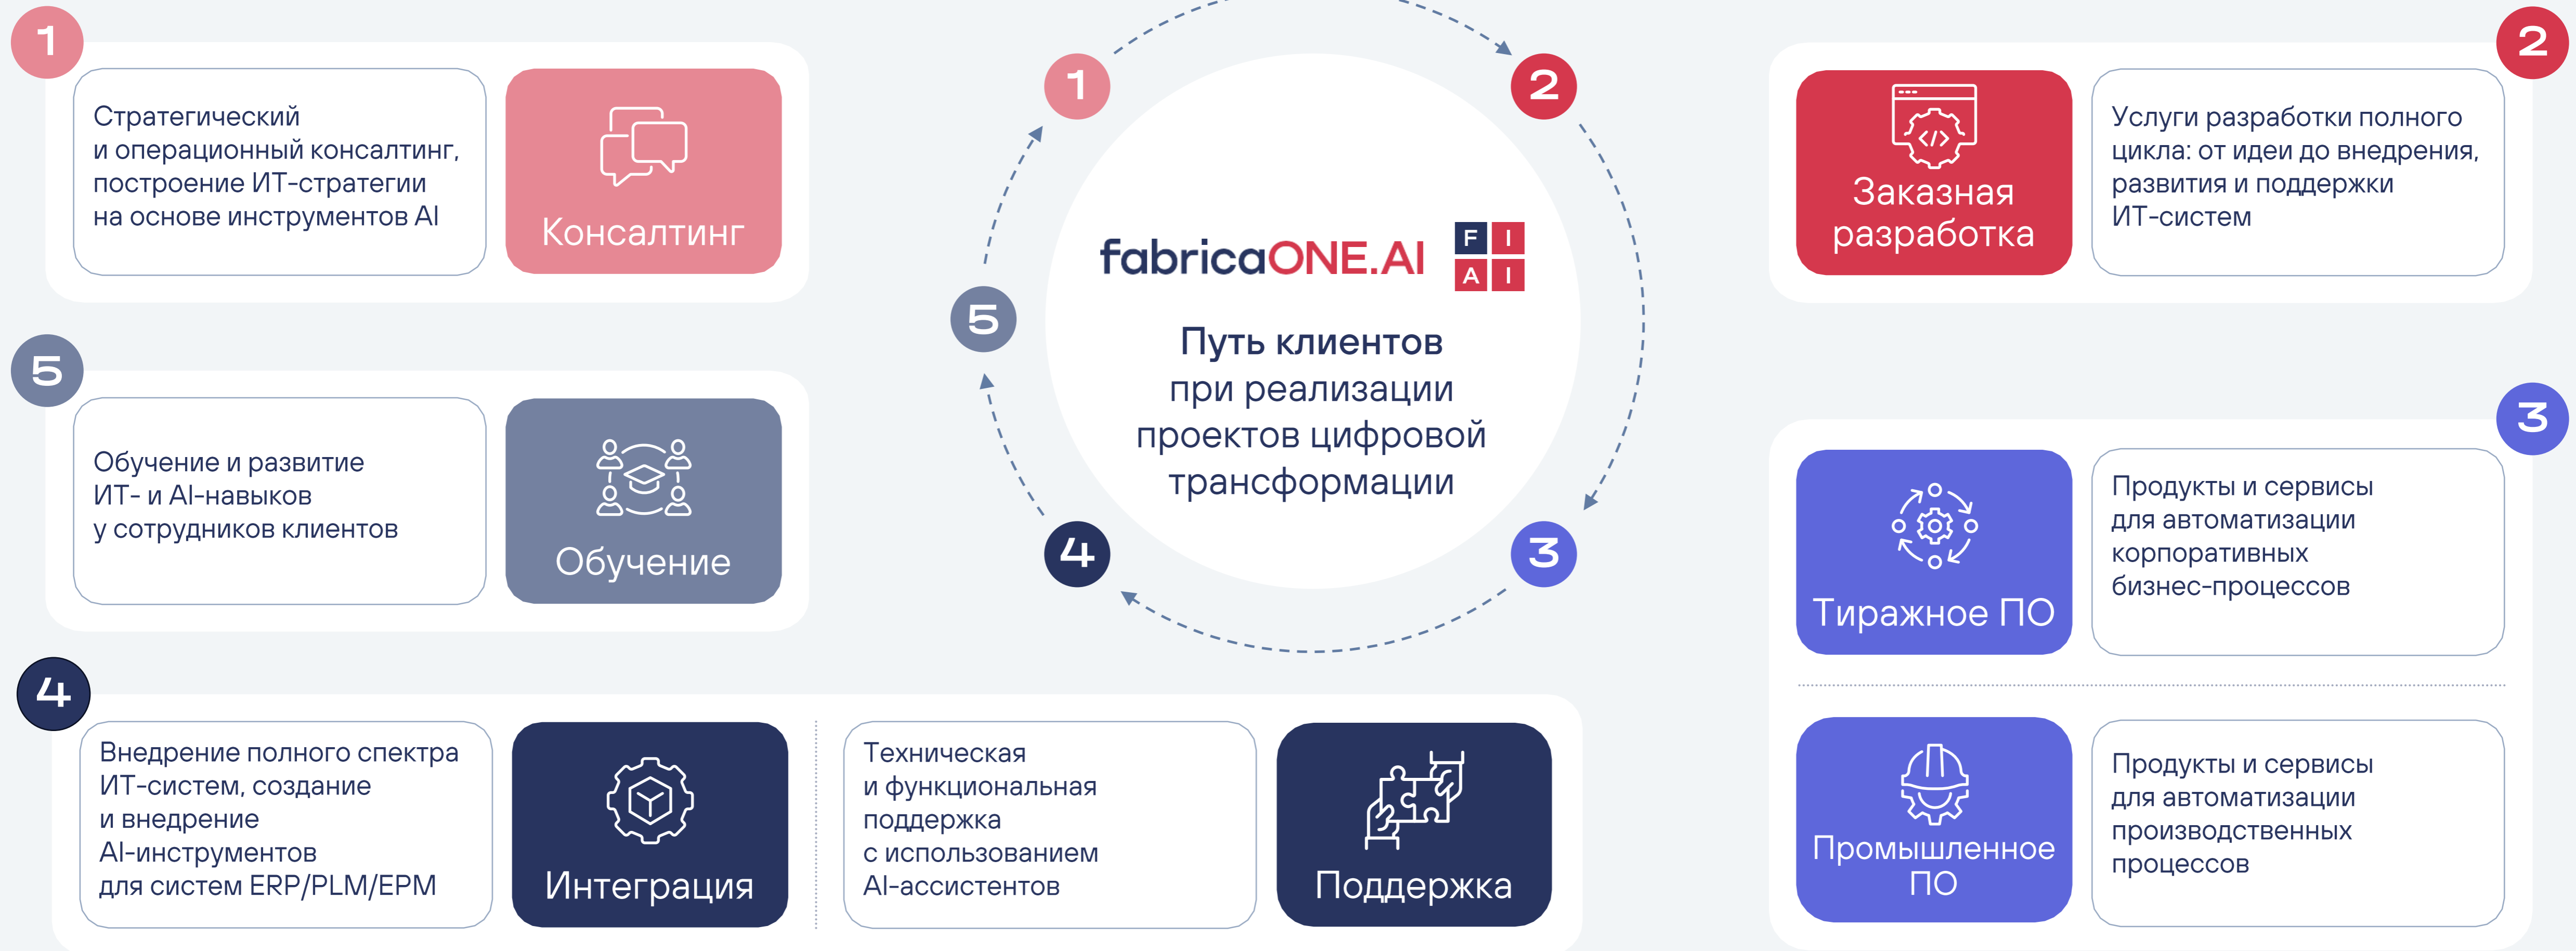 1
Стратегический
и операционный консалтинг,
построение ИТ-стратегии
на основе инструментов AI
Консалтинг
5
Обучение и развитие
ИТ- и AI-навыков
у сотрудников клиентов
Обучение
4
Внедрение полного спектра
ИТ-систем, создание
и внедрение
AI-инструментов
для систем ERP/PLM/EPM
Интеграция
Техническая
и функциональная
поддержка
с использованием
AI-ассистентов
Поддержка
1
2
5
fabricaONE.AI
F I
A I
Путь клиентов
при реализации
проектов цифровой
трансформации
4
3
2
Заказная
разработка
Услуги разработки полного
цикла: от идеи до внедрения,
развития и поддержки
ИТ-систем
3
Тиражное ПО
Продукты и сервисы
для автоматизации
корпоративных
бизнес-процессов
Промышленное
ПО
Продукты и сервисы
для автоматизации
производственных
процессов